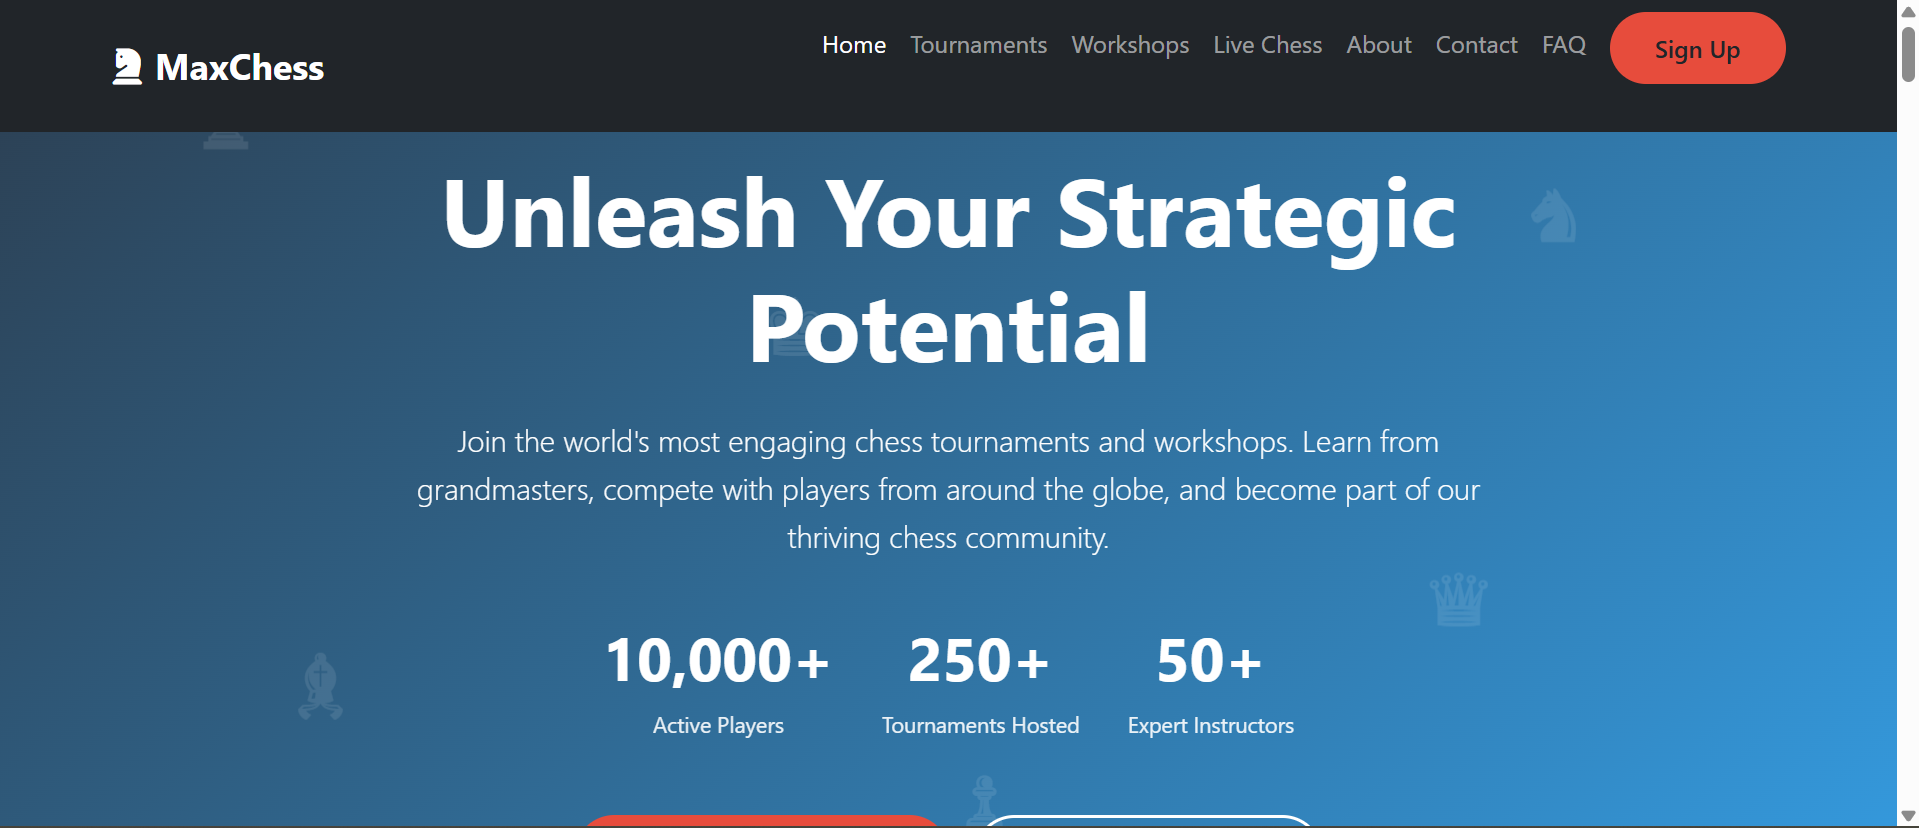 MaxChess
Home Tournaments Workshops Live Chess About Contact FAQ Sign Up
Unleash Your Strategic
Potential
Join the world's most engaging chess tournaments and workshops. Learn from
grandmasters, compete with players from around the globe, and become part of our
thriving chess community.
10,000+ 250+ 50+
Active Players Tournaments Hosted Expert Instructors